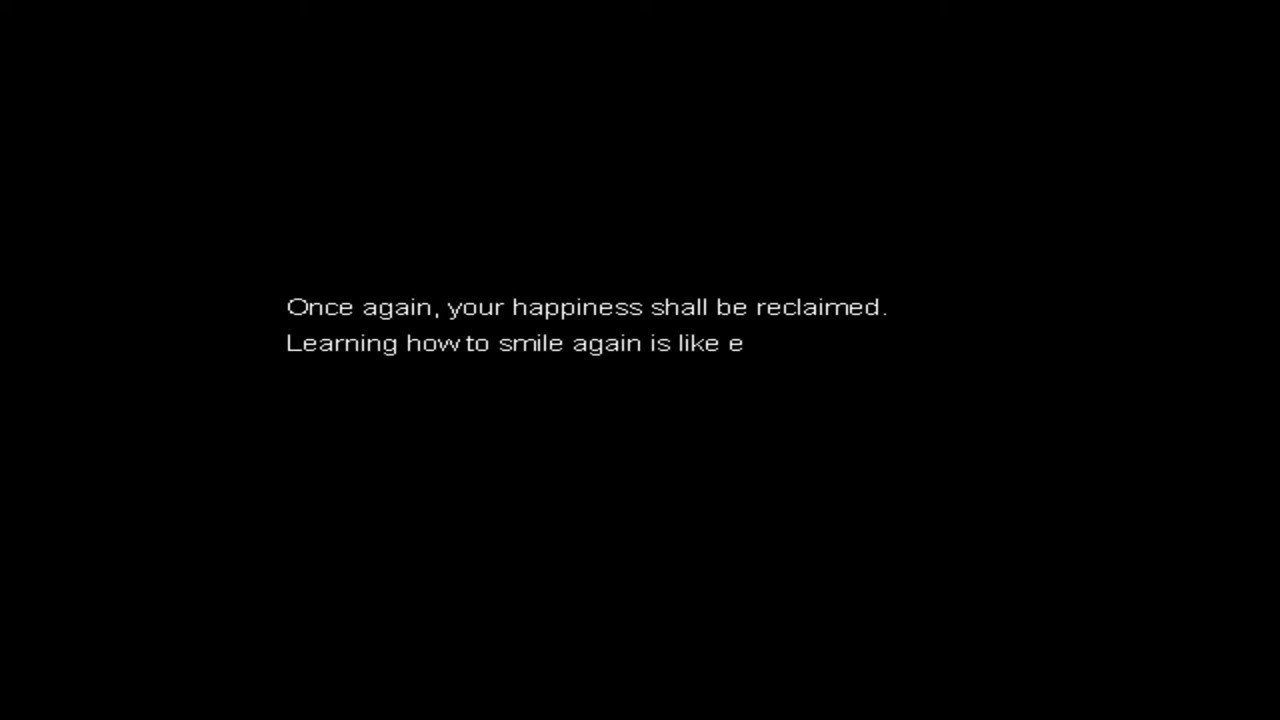 Once again, your happiness shall be reclaimed.
Learning how to smile again is like e